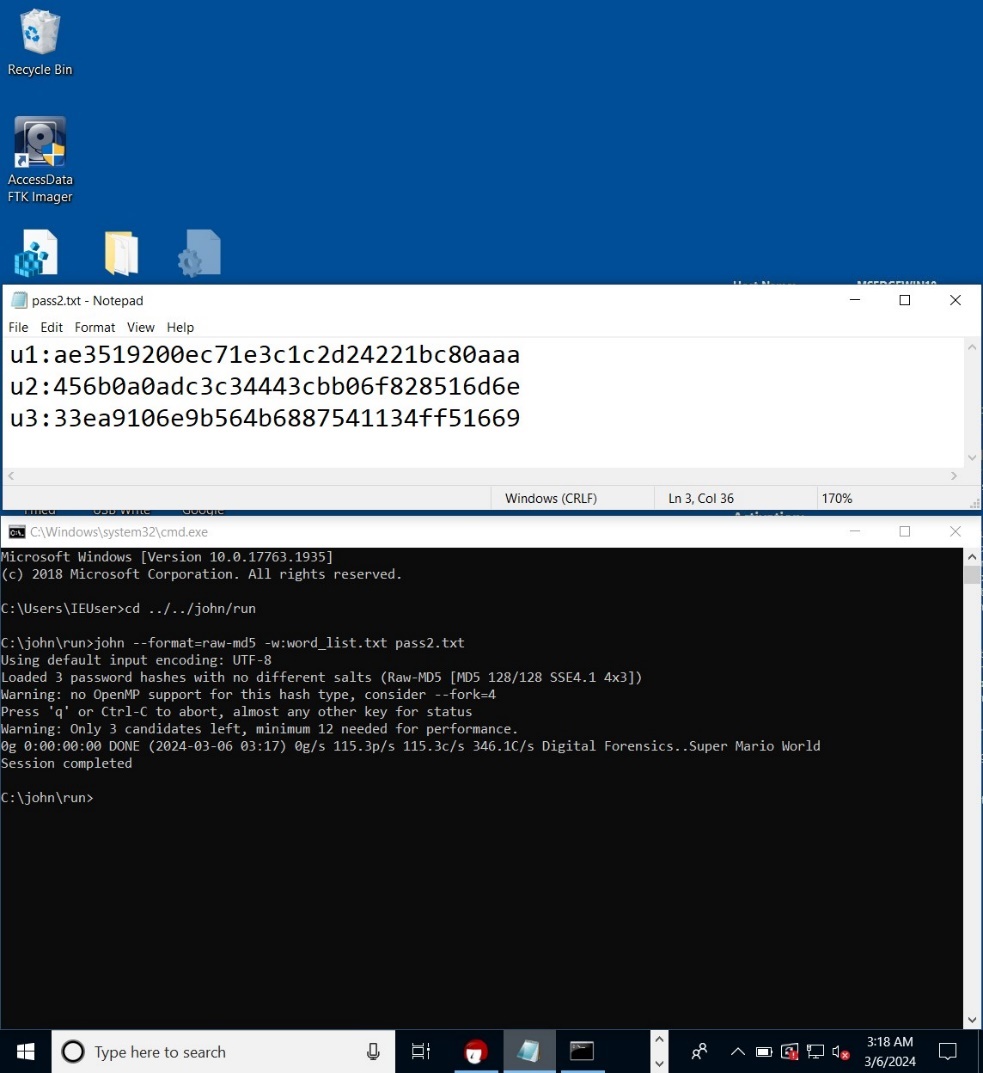 Recycle Bin
AccessData
FTK Imager
pass2.txt - Notepad
File Edit Format View Help
u1:ae3519200ec71e3c1c2d24221bc80aaa
u2:456b0a0adc3c34443cbb06f828516d6e
u3:33ea9106e9b564b6887541134ff51669
Windows (CRLF) Ln 3, Col 36 170%
C:\Windows\system32\cmd.exe
Microsoft Windows [Version 10.0.17763.1935]
(c) 2018 Microsoft Corporation. All rights reserved.
C:\Users\IEUser>cd ../../john/run
C:\john\run>john --format=raw-md5 -w:word_list.txt pass2.txt
Using default input encoding: UTF-8
Loaded 3 password hashes with no different salts (Raw-MD5 [MD5 128/128 SSE4.1 4x3])
Warning: no OpenMP support for this hash type, consider --fork=4
Press 'q' or Ctrl-C to abort, almost any other key for status
Warning: Only 3 candidates left, minimum 12 needed for performance.
0g 0:00:00:00 DONE (2024-03-06 03:17) 0g/s 115.3p/s 115.3c/s 346.1C/s Digital Forensics..Super Mario World
Session completed
C:\john\run>
Type here to search
3:18 AM
3/6/2024